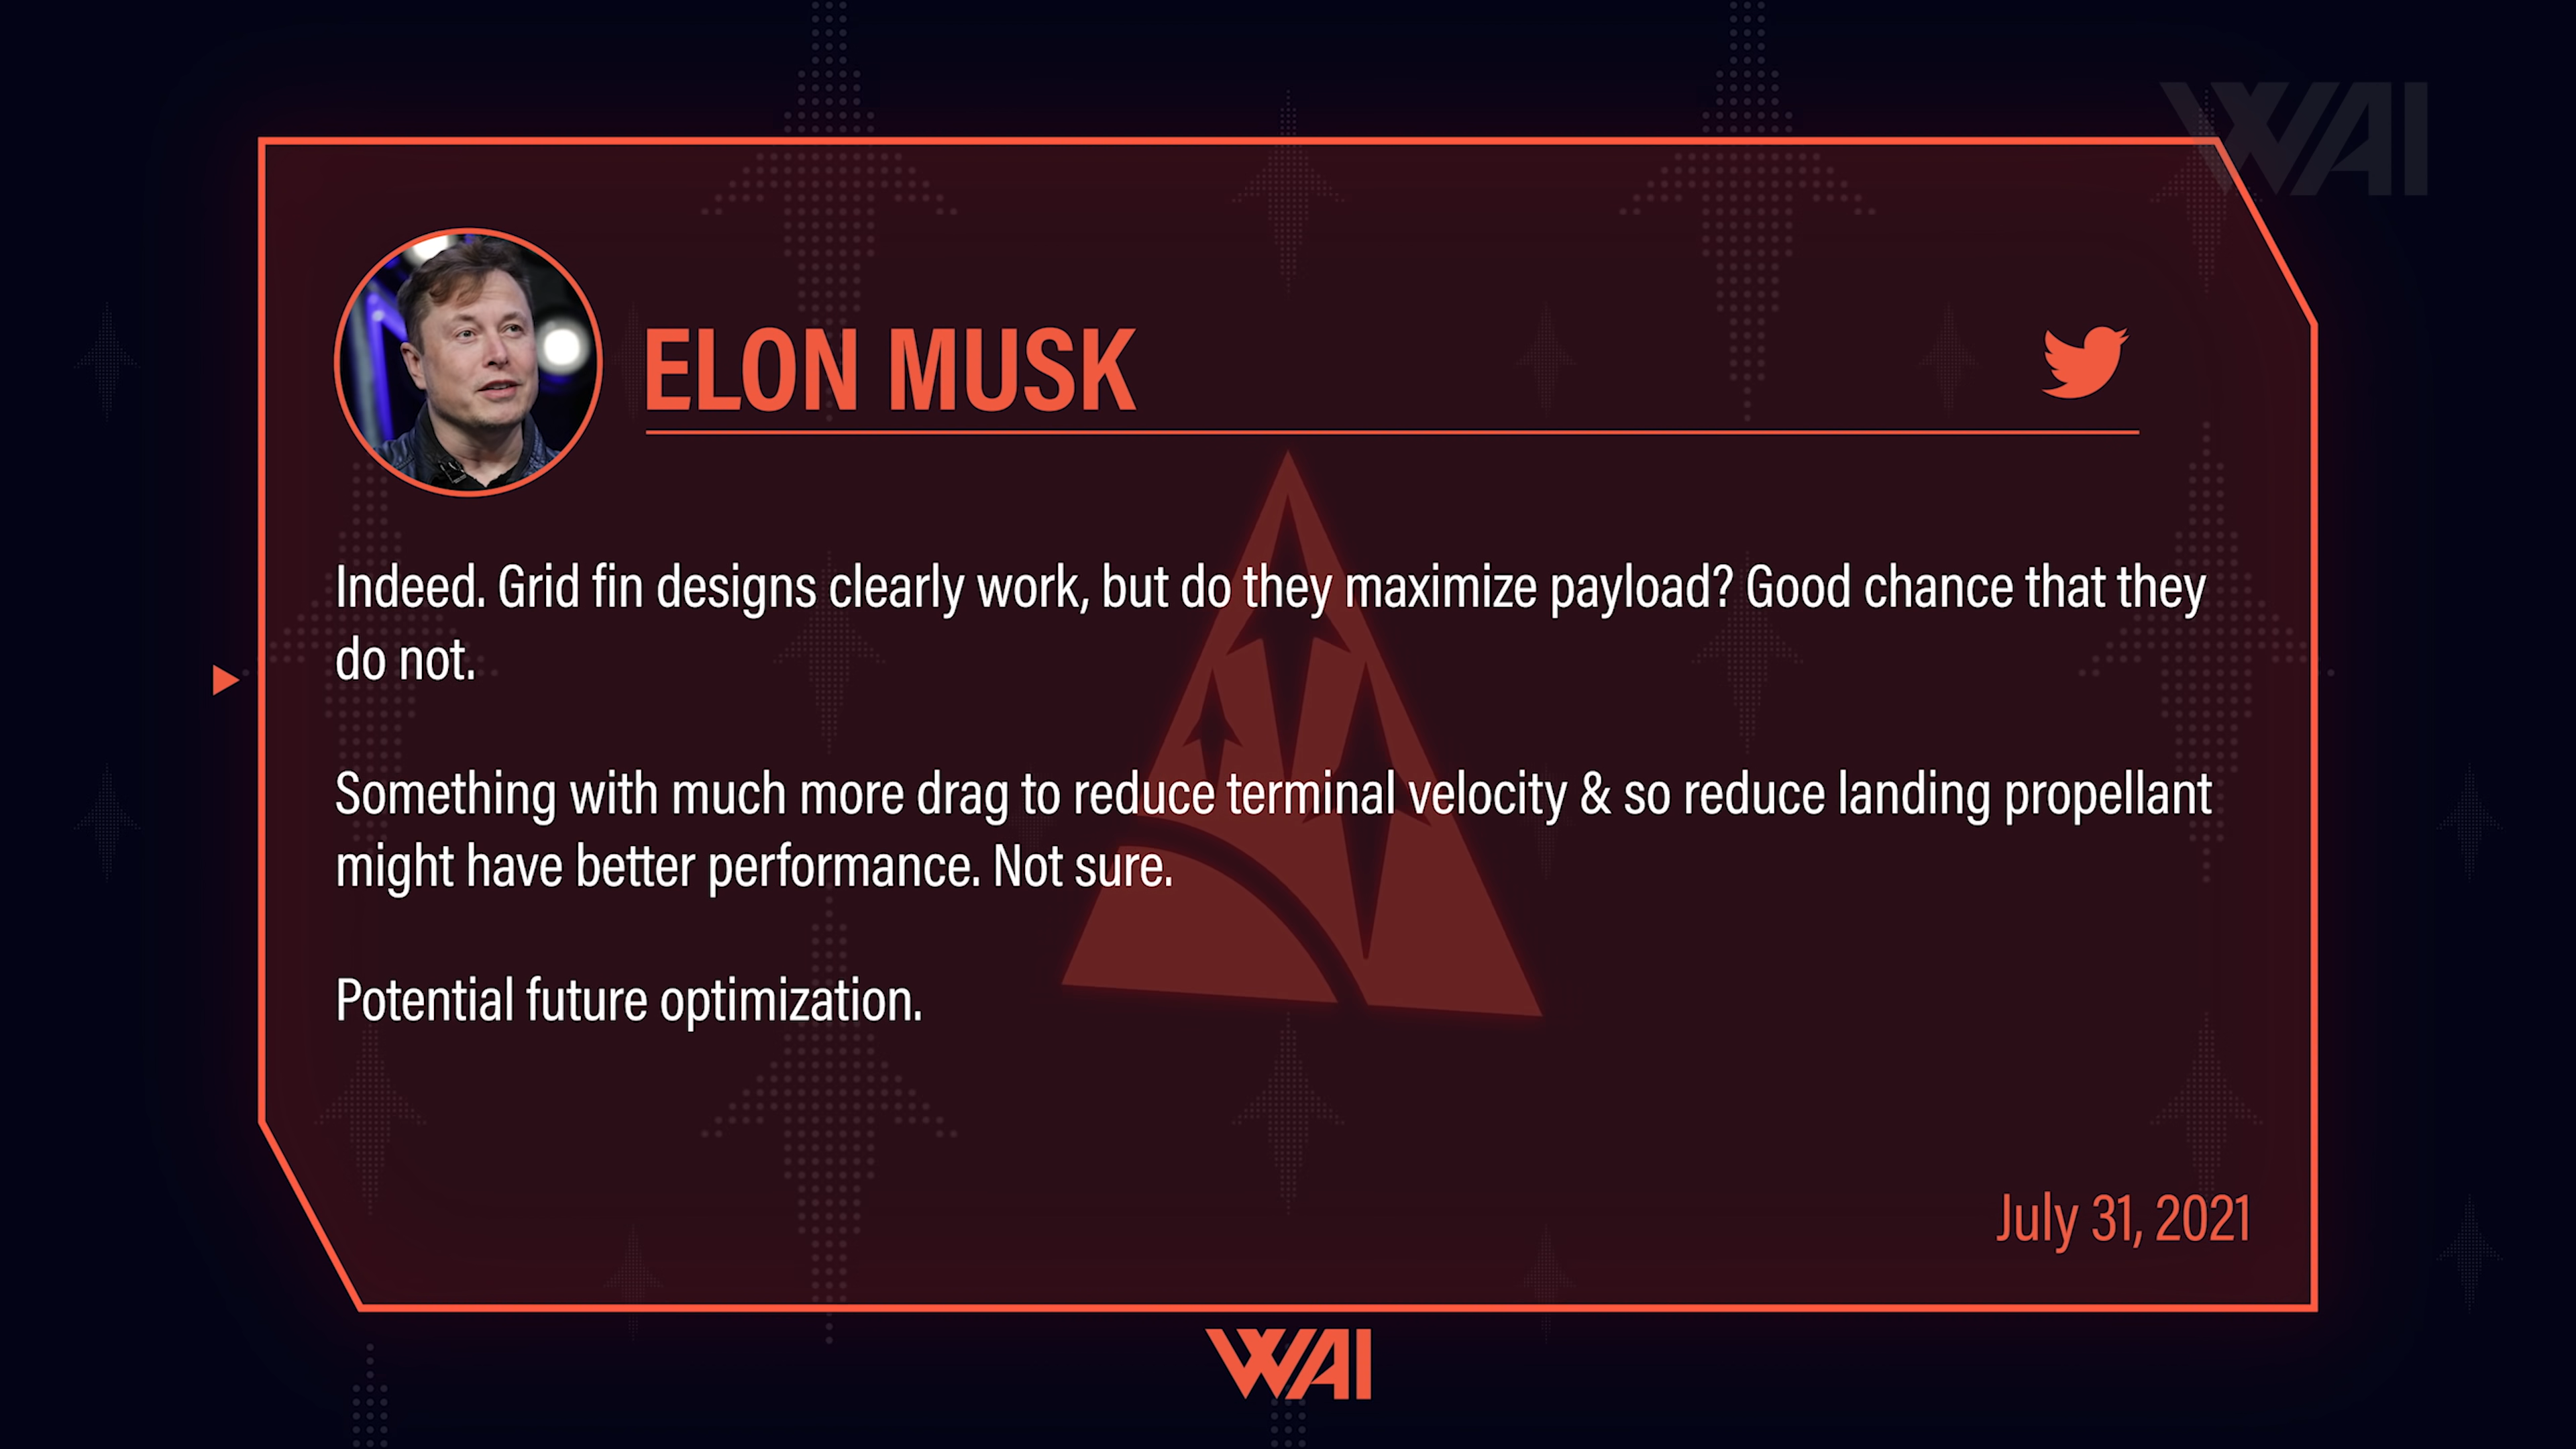 WAI
ELON MUSK
Indeed. Grid fin designs clearly work, but do they maximize payload? Good chance that they
do not.
Something with much more drag to reduce terminal velocity & so reduce landing propellant
might have better performance. Not sure.
Potential future optimization.
July 31, 2021
WAI